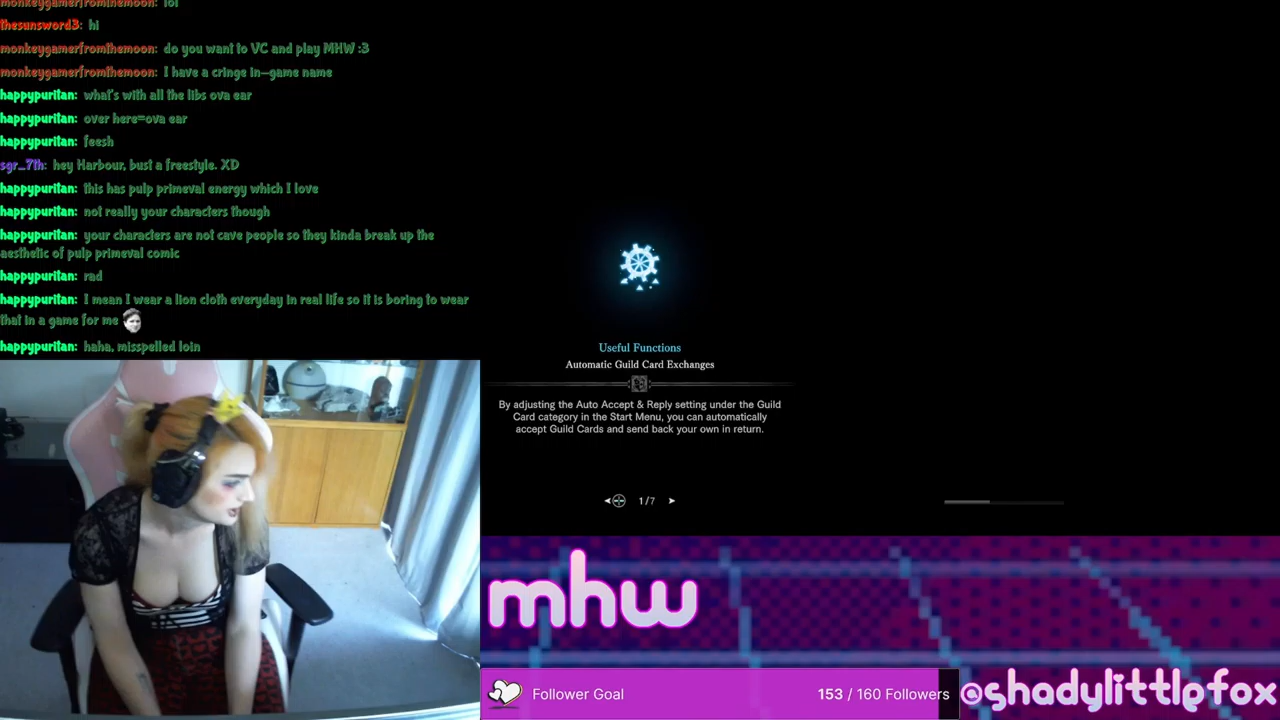 monkeygamerfromthemoon: lol
thesunsword3: hi
monkeygamerfromthemoon: do you want to VC and play MHW :3
monkeygamerfromthemoon: I have a cringe in-game name
happypuritan: what's with all the libs ova ear
happypuritan: over here=ova ear
happypuritan: feesh
sgr_7th: hey Harbour, bust a freestyle. XD
happypuritan: this has pulp primeval energy which I love
happypuritan: not really your characters though
happypuritan: your characters are not cave people so they kinda break up the
aesthetic of pulp primeval comic
happypuritan: rad
happypuritan: I mean I wear a lion cloth everyday in real life so it is boring to wear
that in a game for me
happypuritan: haha, misspelled loin
Useful Functions
Automatic Guild Card Exchanges
By adjusting the Auto Accept & Reply setting under the Guild
Card category in the Start Menu, you can automatically
accept Guild Cards and send back your own in return.
1/7
mhw
Follower Goal
153 / 160 Followers
@shadylittlefox